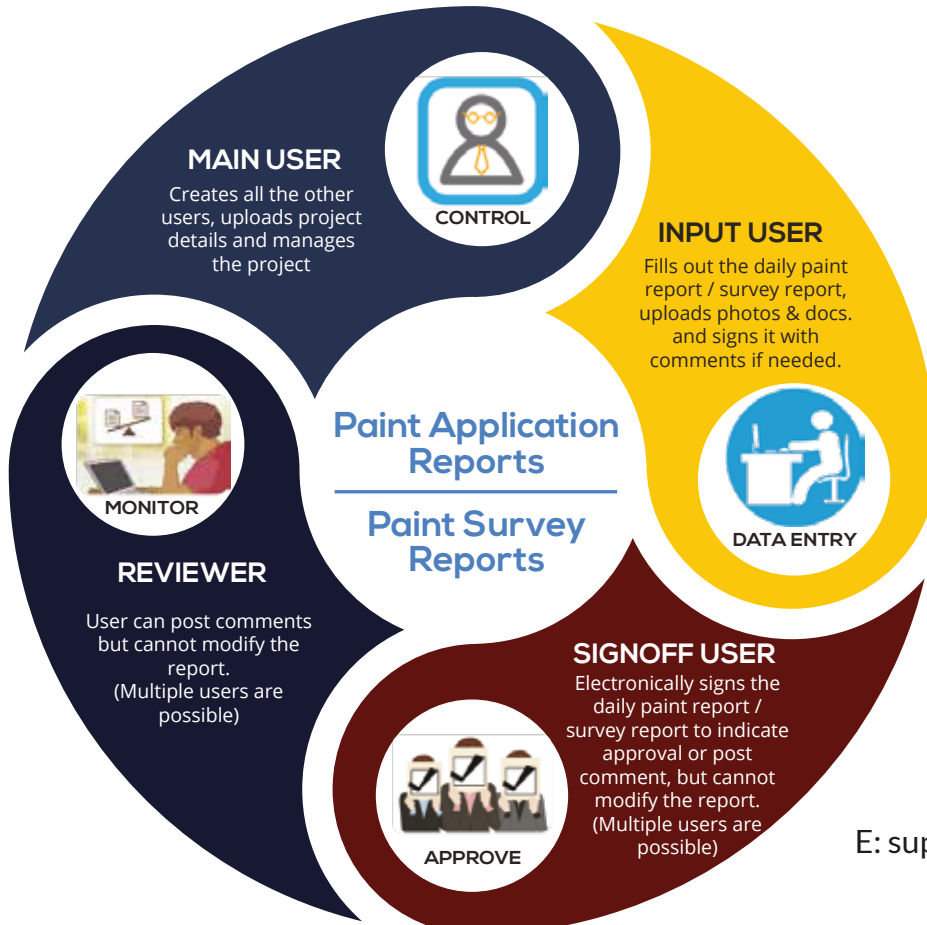 MAIN USER
Creates all the other
users, uploads project
details and manages
the project
CONTROL
INPUT USER
Fills out the daily paint
report / survey report,
uploads photos & docs.
and signs it with
comments if needed.
DATA ENTRY
Paint Application
Reports
Paint Survey
Reports
MONITOR
REVIEWER
User can post comments
but cannot modify the
report.
(Multiple users are
possible)
SIGNOFF USER
Electronically signs the
daily paint report /
survey report to indicate
approval or post
comment, but cannot
modify the report.
(Multiple users are
possible)
APPROVE
E: